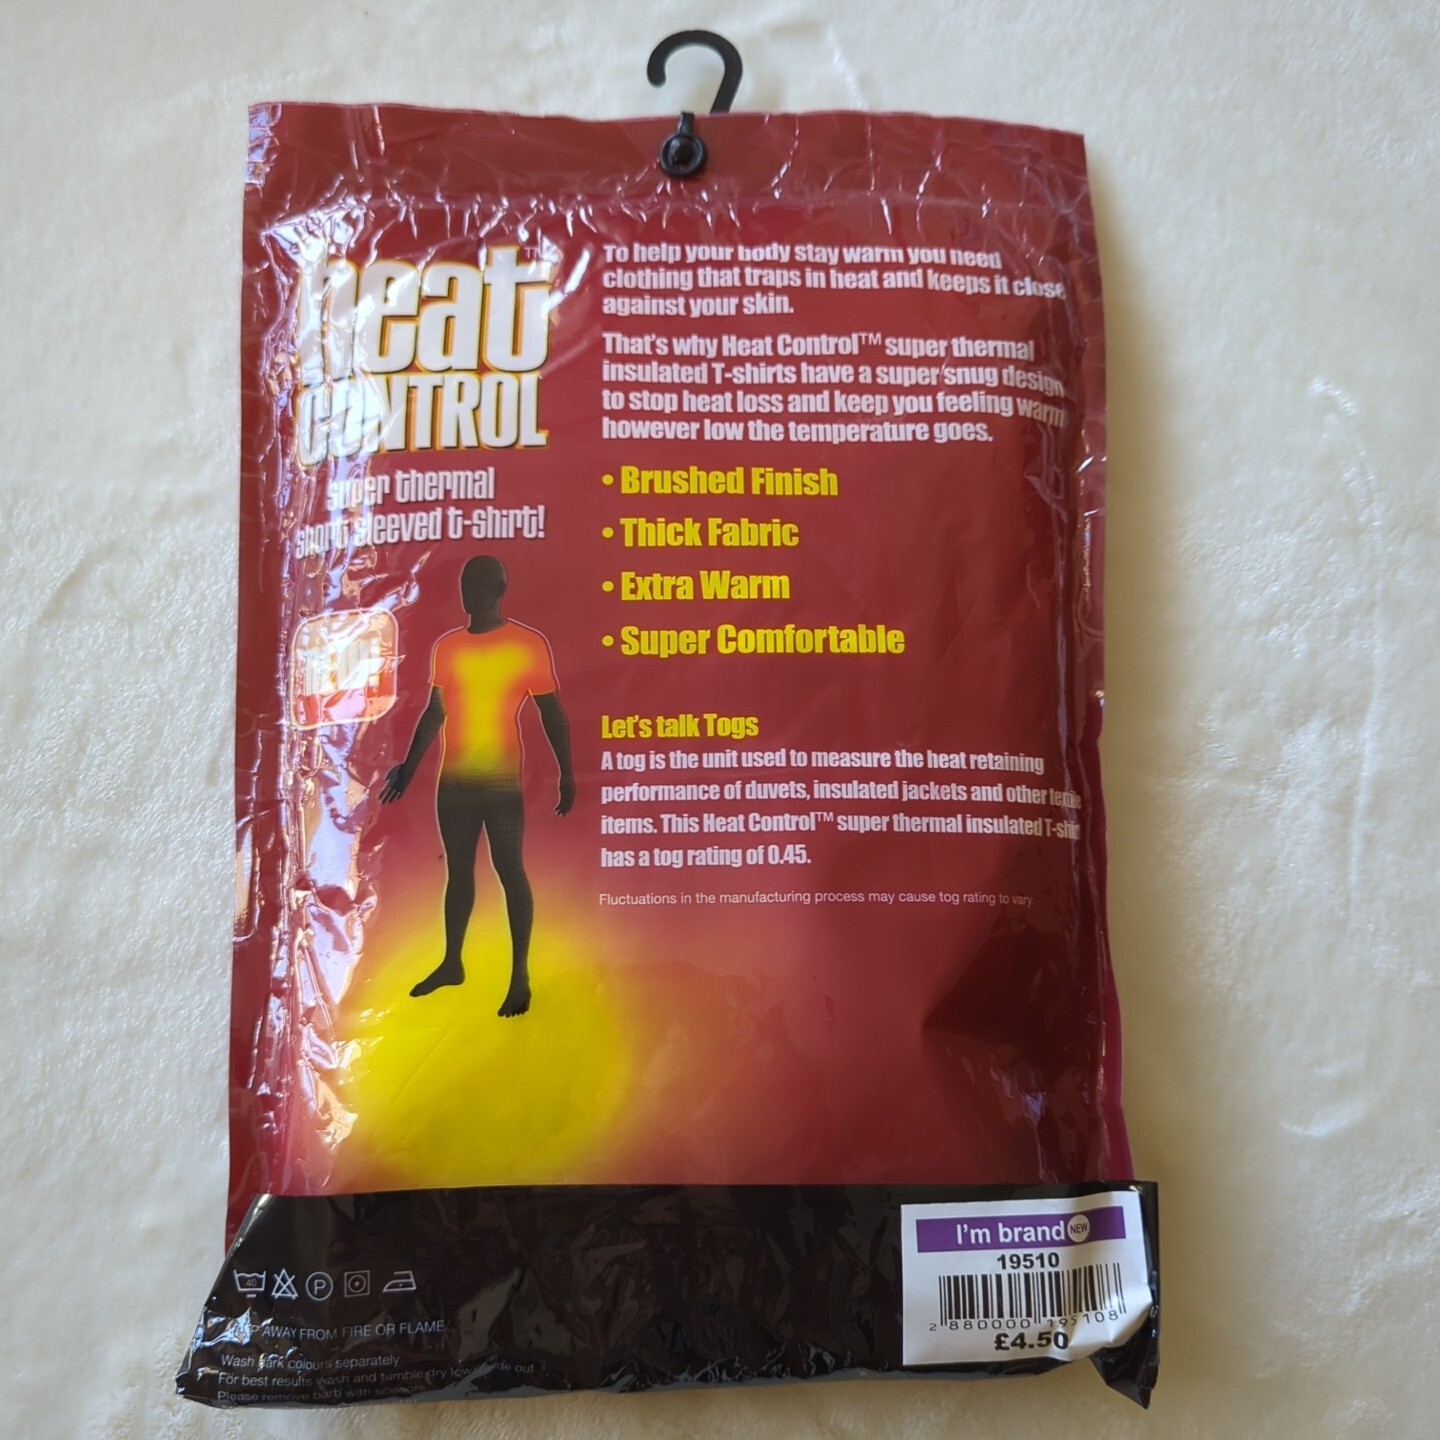 heat™
CONTROL
super thermal
short sleeved t-shirt!
To help your body stay warm you need
clothing that traps in heat and keeps it close
against your skin.
That's why Heat Control™ super thermal
insulated T-shirts have a super snug design
to stop heat loss and keep you feeling warm
however low the temperature goes.
• Brushed Finish
• Thick Fabric
• Extra Warm
• Super Comfortable
Let's talk Togs
A tog is the unit used to measure the heat retaining
performance of duvets, insulated jackets and other textile
items. This Heat Control™ super thermal insulated T-shirt
has a tog rating of 0.45.
Fluctuations in the manufacturing process may cause tog rating to vary.
40 P
AWAY FROM FIRE OR FLAME
Wash dark colours separately
For best results wash and tumble dry low out
Please remove barb with scissors
I'm brand NEW
19510
2 880000 195108
£4.50